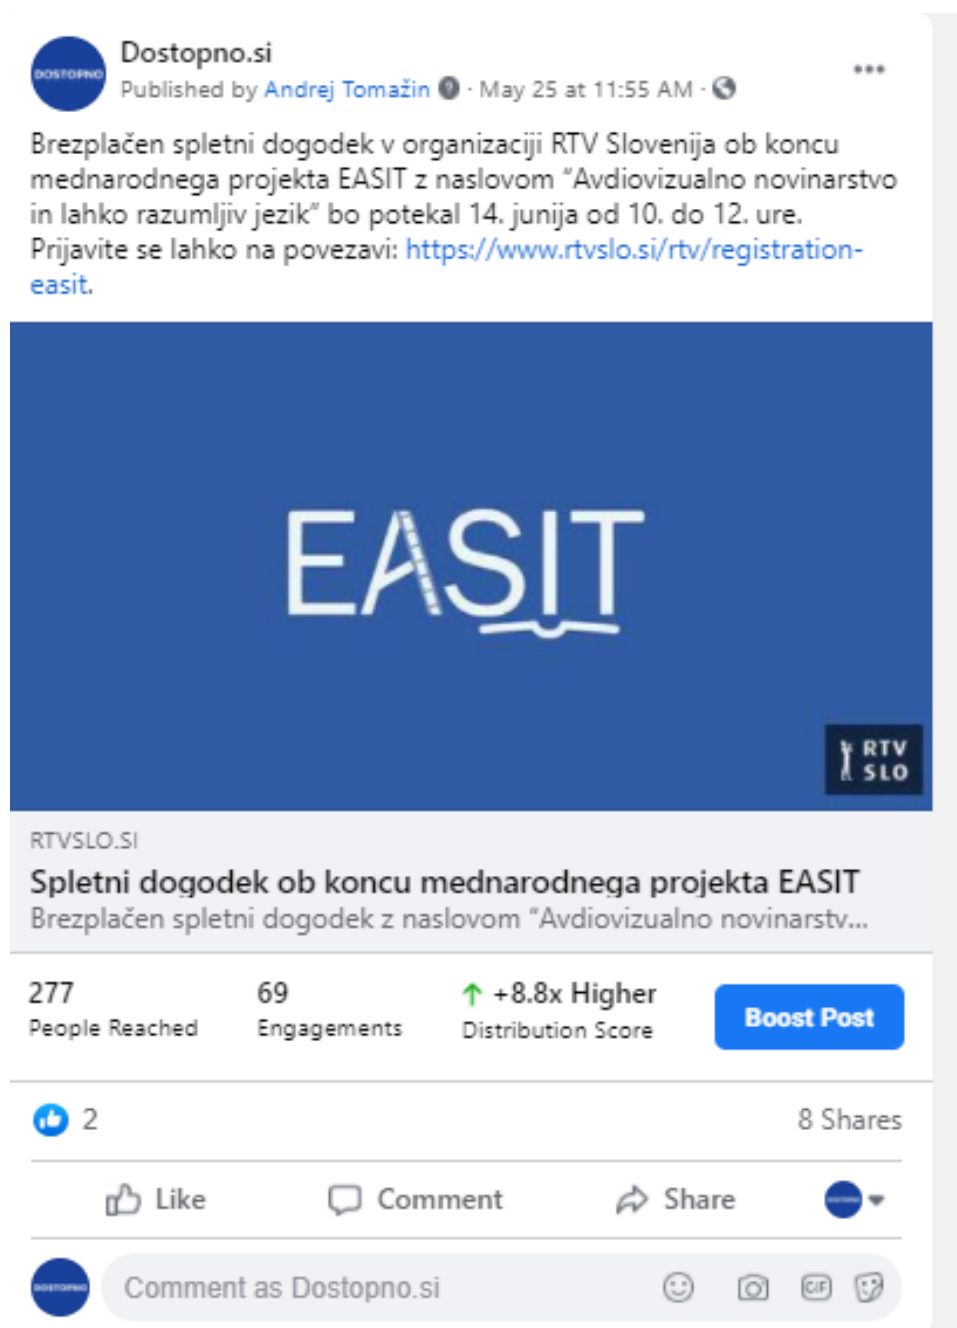 DOSTOPNO
Dostopno.si
Published by Andrej Tomažin · May 25 at 11:55 AM ·
Brezplačen spletni dogodek v organizaciji RTV Slovenija ob koncu
mednarodnega projekta EASIT z naslovom “Avdiovizualno novinarstvo
in lahko razumljiv jezik” bo potekal 14. junija od 10. do 12. ure.
Prijavite se lahko na povezavi: https://www.rtvslo.si/rtv/registration-
easit.
EASIT
RTV
SLO
RTVSLO.SI
Spletni dogodek ob koncu mednarodnega projekta EASIT
Brezplačen spletni dogodek z naslovom “Avdiovizualno novinarstv...
277 69 +8.8x Higher
People Reached Engagements Distribution Score
Boost Post
2 8 Shares
Like Comment Share
DOSTOPNO
Comment as Dostopno.si
GIF